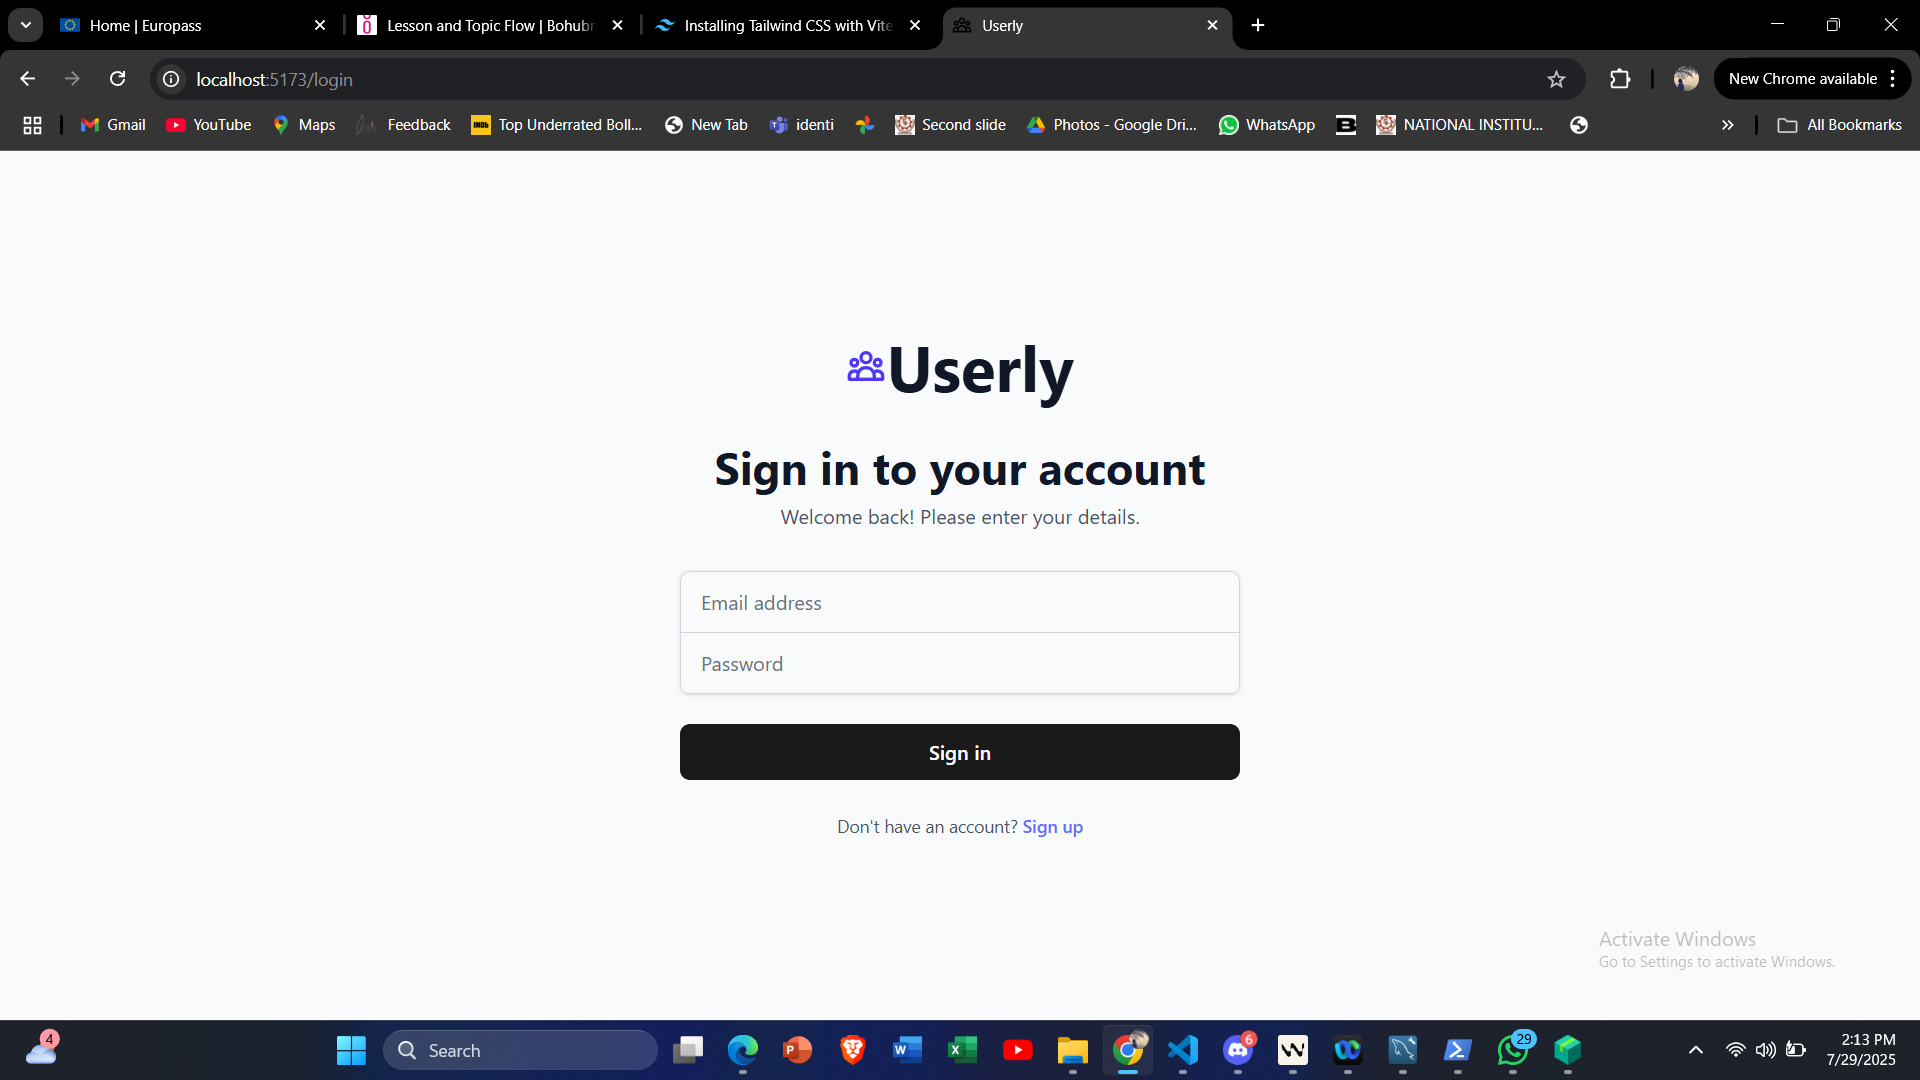 Home | Europass
Lesson and Topic Flow | Bohubr
Installing Tailwind CSS with Vite
Userly
localhost:5173/login
New Chrome available
Gmail
YouTube
Maps
Feedback
Top Underrated Boll...
New Tab
identi
Second slide
Photos - Google Dri...
WhatsApp
NATIONAL INSTITU...
All Bookmarks
Userly
Sign in to your account
Welcome back! Please enter your details.
Email address
Password
Sign in
Don't have an account? Sign up
Activate Windows
Go to Settings to activate Windows.
4
Search
6
29
2:13 PM
7/29/2025